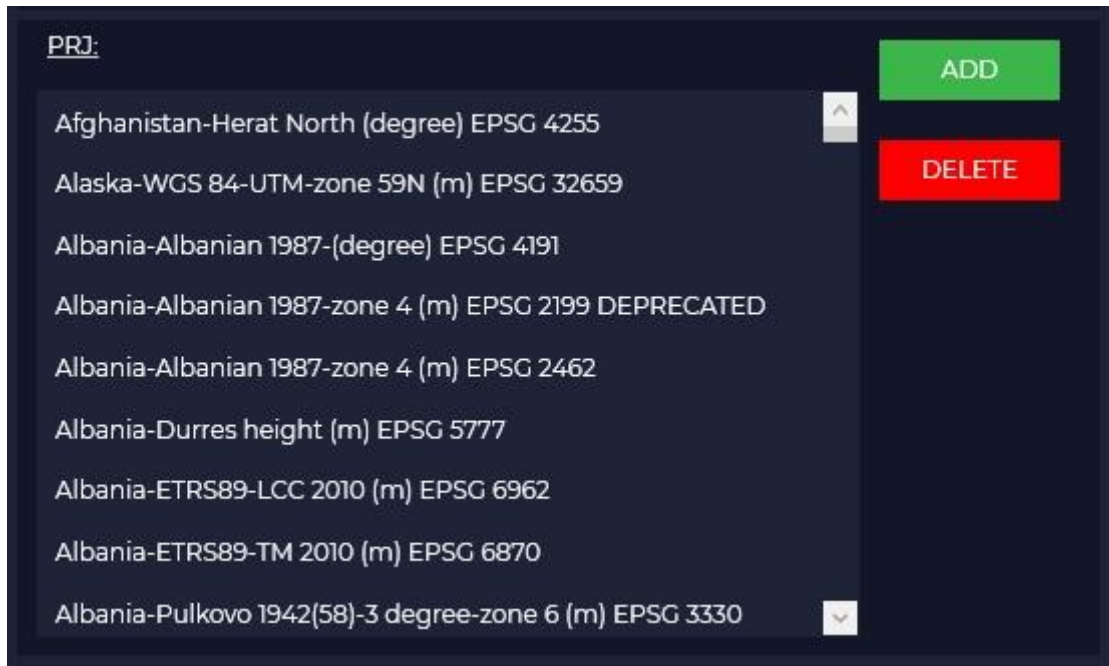 PRJ:
ADD
Afghanistan-Herat North (degree) EPSG 4255
Alaska-WGS 84-UTM-zone 59N (m) EPSG 32659
DELETE
Albania-Albanian 1987-(degree) EPSG 4191
Albania-Albanian 1987-zone 4 (m) EPSG 2199 DEPRECATED
Albania-Albanian 1987-zone 4 (m) EPSG 2462
Albania-Durres height (m) EPSG 5777
Albania-ETRS89-LCC 2010 (m) EPSG 6962
Albania-ETRS89-TM 2010 (m) EPSG 6870
Albania-Pulkovo 1942(58)-3 degree-zone 6 (m) EPSG 3330